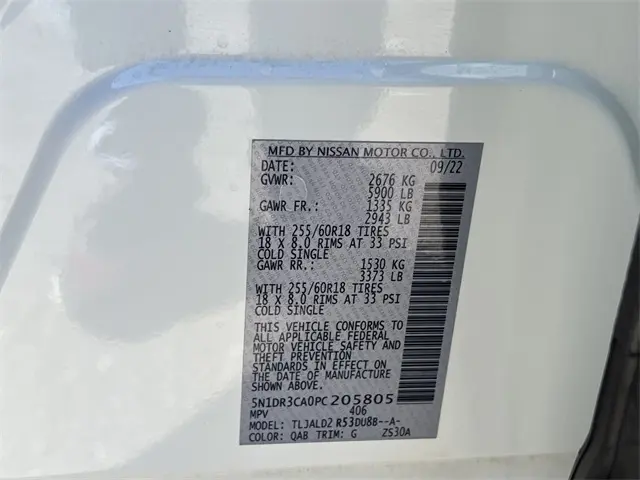 MFD BY NISSAN MOTOR CO., LTD.
DATE: 09/22
GVWR: 2676 KG
5900 LB
GAWR FR.: 1335 KG
2943 LB
WITH 255/60R18 TIRES
18 X 8.0 RIMS AT 33 PSI
COLD SINGLE
GAWR RR.: 1530 KG
3373 LB
WITH 255/60R18 TIRES
18 X 8.0 RIMS AT 33 PSI
COLD SINGLE
THIS VEHICLE CONFORMS TO
ALL APPLICABLE FEDERAL
MOTOR VEHICLE SAFETY AND
THEFT PREVENTION
STANDARDS IN EFFECT ON
THE DATE OF MANUFACTURE
SHOWN ABOVE.
5N1DR3CA0PC205805
MPV 406
MODEL: TLJALD2 R53DU8B--A-
COLOR: QAB TRIM: G ZS30A